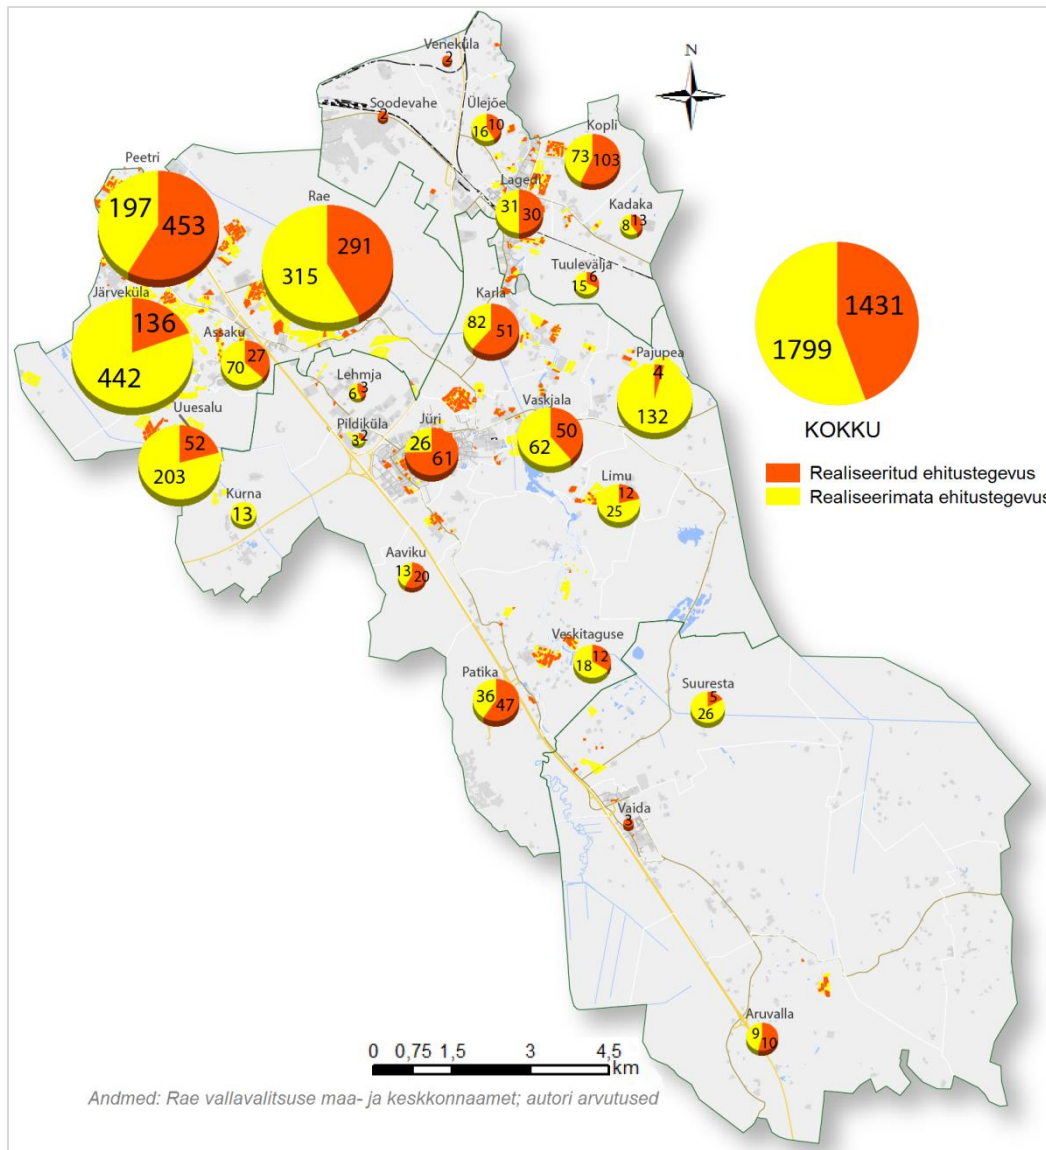 Veneküla
2
N
Soodevahe
2
Ülejõe
16 10
Kopli
73 103
Peetri
197 453
Rae
315 291
Lagedi
31 30
Kadaka
8 13
Tuulevälja
15 6
1799 1431
KOKKU
Realiseeritud ehitustegevus
Realiseerimata ehitustegevus
Järveküla
442 136
Assaku
70 27
Karla
82 51
Pajupea
4
132
Lehmja
6 3
Pildiküla
3 2
Jüri
26 61
Vaskjala
62 50
Uuesalu
203 52
Limu
25 12
Kurna
13
Aaviku
13 20
Veskitaguse
18 12
Patika
36 47
Suuresta
5
26
Vaida
3
Aruvalla
9 10
0 0,75 1,5 3 4,5
km
Andmed: Rae vallavalitsuse maa- ja keskkonnaamet; autori arvutused